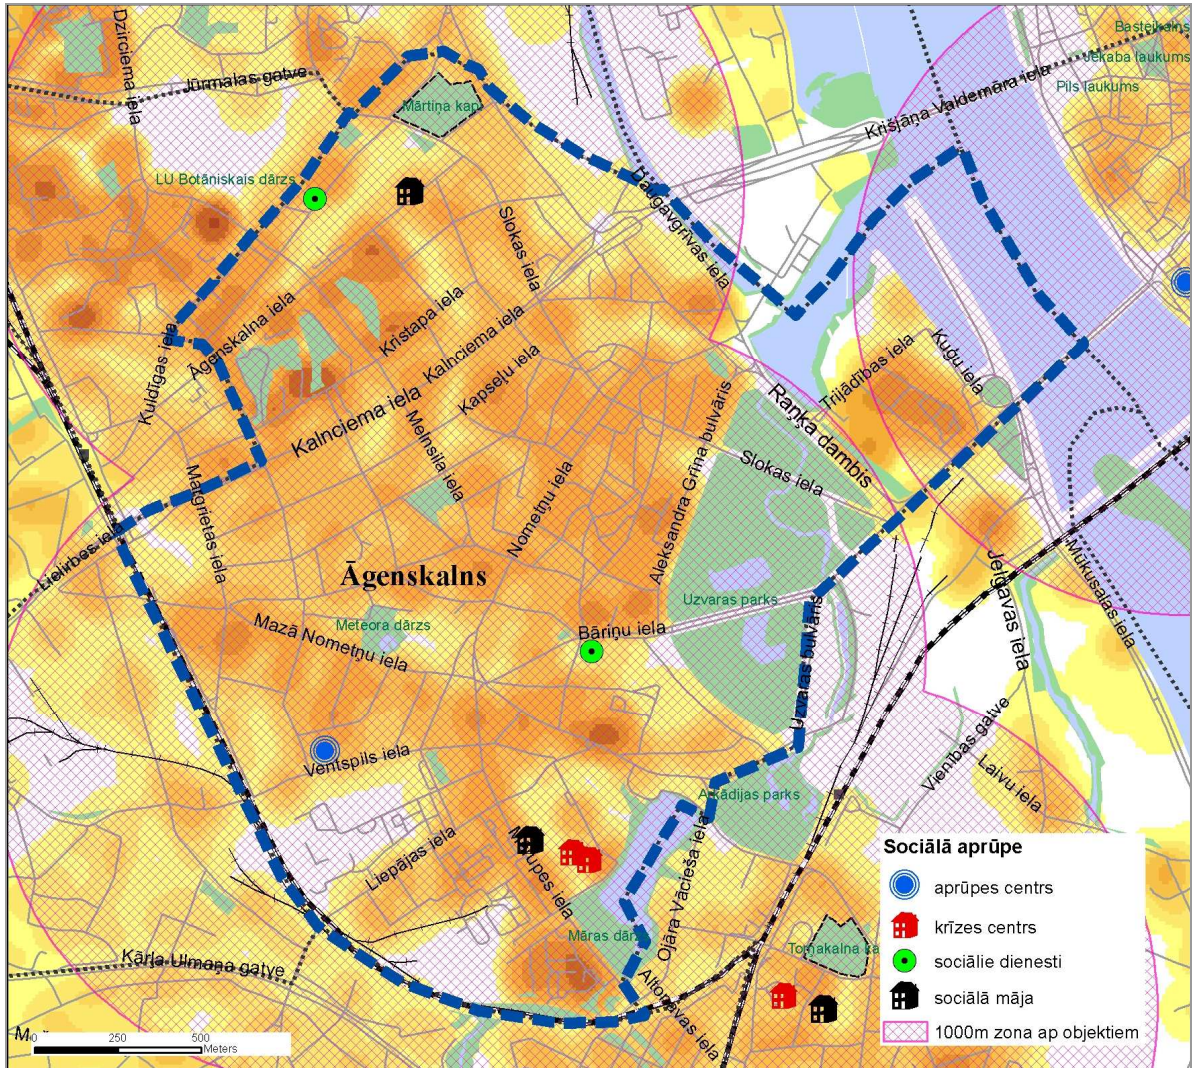 Dzirciema iela
Jūrmalas gatve
Mārtiņa kapi
Basteikalns
Jēkaba laukums
Pils laukums
Krišjāņa Valdemāra iela
LU Botāniskais dārzs
Daugavgrīvas iela
Slokas iela
Āgenskalna iela
Kristapa iela
Kalnciema iela
Kuldīgas iela
Kapseļu iela
Kuģu iela
Trijādības iela
Kalnciema iela
Raņķa dambis
Melnsila iela
Aleksandra Grīna bulvāris
Slokas iela
Margrietas iela
Nometņu iela
Lielirbes iela
Āgenskalns
Jelgavas iela
Mūkusalas iela
Uzvaras parks
Meteora dārzs
Mazā Nometņu iela
Bāriņu iela
Uzvaras bulvāris
Ventspils iela
Vienības gatve
Laivu iela
Arkādijas parks
Liepājas iela
Ojāra Vācieša iela
Māras dārzs
Kārļa Ulmaņa gatve
Altonavas iela
Sociālā aprūpe
aprūpes centrs
krīzes centrs
sociālie dienesti
sociālā māja
1000m zona ap objektiem
0 250 500
Meters